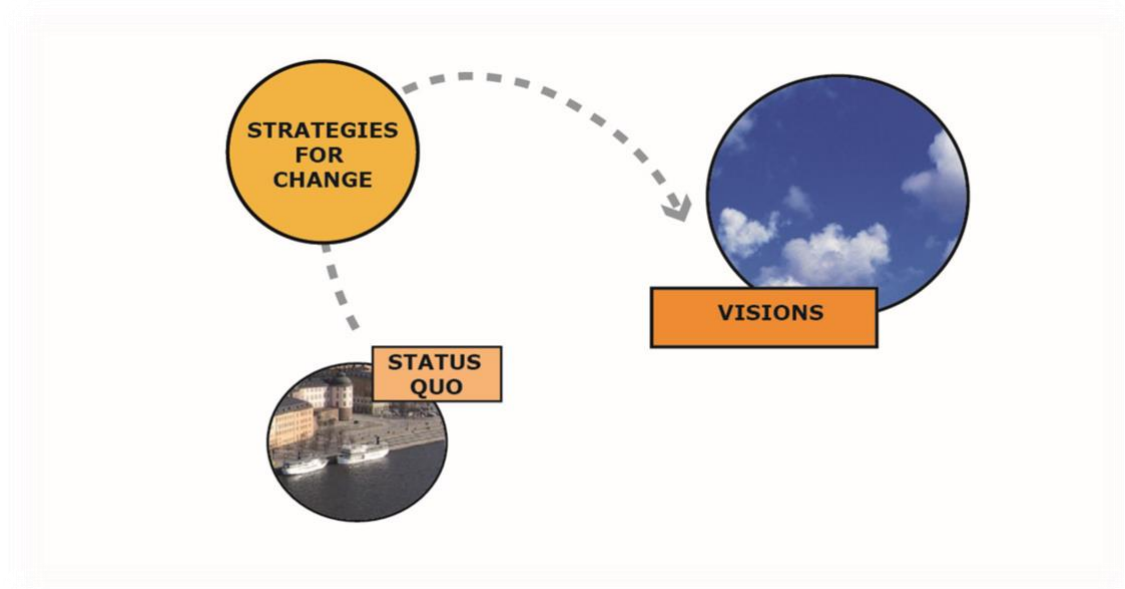 STRATEGIES
FOR
CHANGE
VISIONS
STATUS
QUO